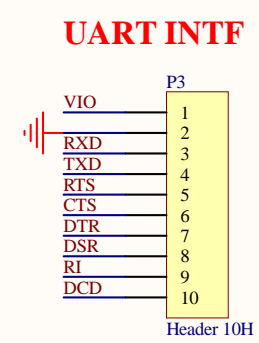 UART INTF
P3
VIO 1
2
RXD 3
TXD 4
RTS 5
CTS 6
DTR 7
DSR 8
RI 9
DCD 10
Header 10H